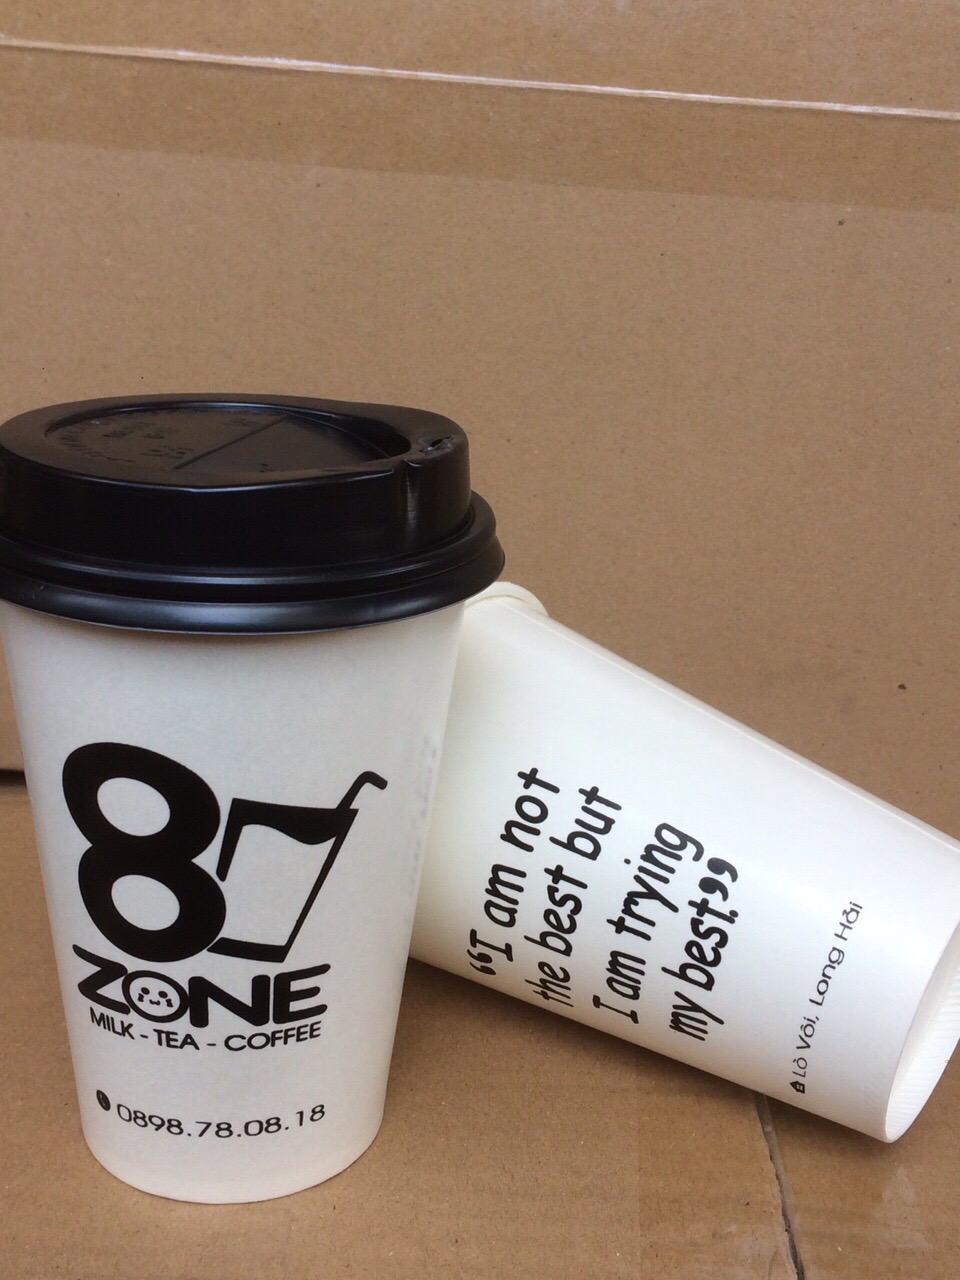 87
ZONE
MILK - TEA - COFFEE
0898.78.08.18
“I am not
the best but
I am trying
my best.”
Lò Vôi, Long Hải